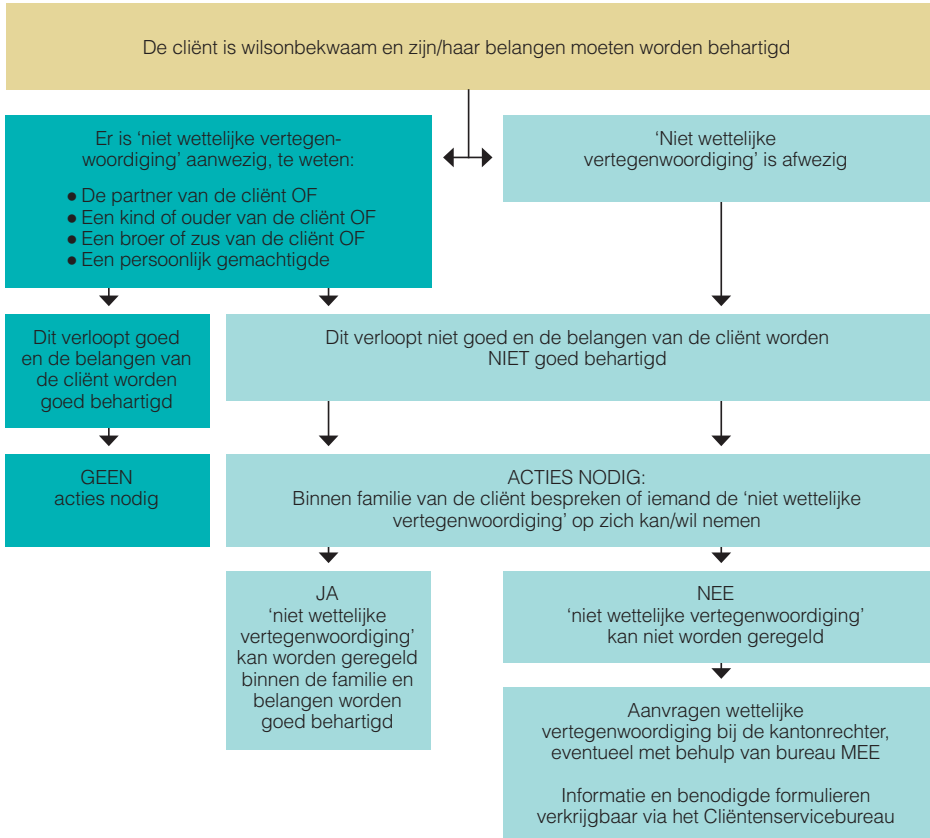 De cliënt is wilsonbekwaam en zijn/haar belangen moeten worden behartigd
Er is ‘niet wettelijke vertegen-
woordiging’ aanwezig, te weten:
● De partner van de cliënt OF
● Een kind of ouder van de cliënt OF
● Een broer of zus van de cliënt OF
● Een persoonlijk gemachtigde
‘Niet wettelijke
vertegenwoordiging’ is afwezig
Dit verloopt goed
en de belangen van
de cliënt worden
goed behartigd
Dit verloopt niet goed en de belangen van de cliënt worden
NIET goed behartigd
GEEN
acties nodig
ACTIES NODIG:
Binnen familie van de cliënt bespreken of iemand de ‘niet wettelijke
vertegenwoordiging’ op zich kan/wil nemen
JA
‘niet wettelijke
vertegenwoordiging’
kan worden geregeld
binnen de familie en
belangen worden
goed behartigd
NEE
‘niet wettelijke vertegenwoordiging’
kan niet worden geregeld
Aanvragen wettelijke
vertegenwoordiging bij de kantonrechter,
eventueel met behulp van bureau MEE
Informatie en benodigde formulieren
verkrijgbaar via het Cliëntenservicebureau